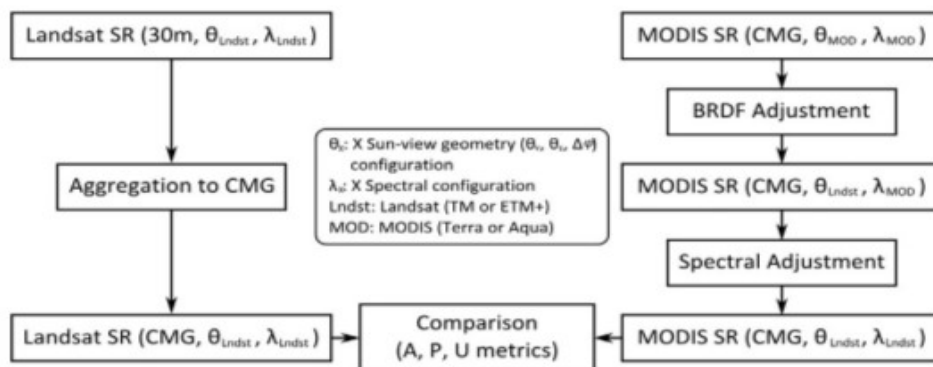 Landsat SR (30m, θLndst, λLndst)
Aggregation to CMG
Landsat SR (CMG, θLndst, λLndst)
θₓ: X Sun-view geometry (θₛ, θᵥ, Δφ)
configuration
λₓ: X Spectral configuration
Lndst: Landsat (TM or ETM+)
MOD: MODIS (Terra or Aqua)
Comparison
(A, P, U metrics)
MODIS SR (CMG, θMOD, λMOD)
BRDF Adjustment
MODIS SR (CMG, θLndst, λMOD)
Spectral Adjustment
MODIS SR (CMG, θLndst, λLndst)